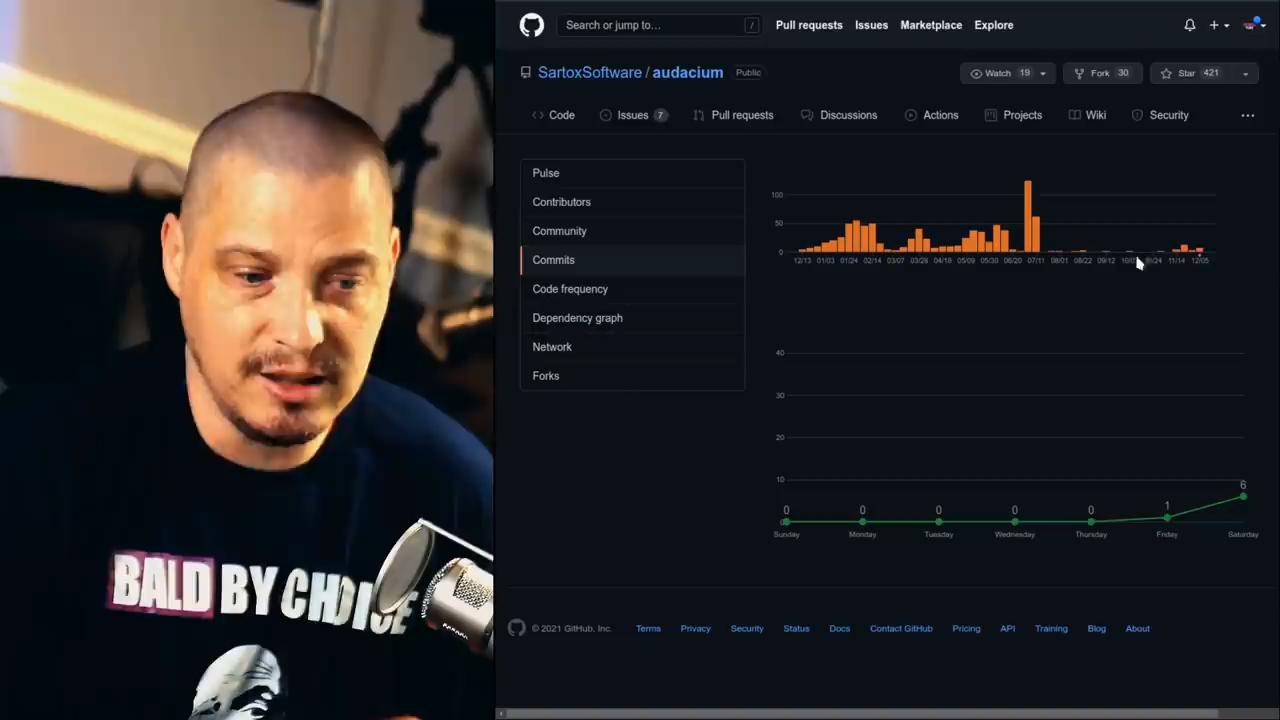 Search or jump to… /
Pull requests Issues Marketplace Explore
SartoxSoftware / audacium Public
Watch 19 Fork 30 Star 421
Code Issues 7 Pull requests Discussions Actions Projects Wiki Security
Pulse
Contributors
Community
Commits
Code frequency
Dependency graph
Network
Forks
100
50
0
12/13 01/03 01/24 02/14 03/07 03/28 04/18 05/09 05/30 06/20 07/11 08/01 08/22 09/12 11/14 12/05
40
30
20
10
0
0 0 0 0 0 1 6
Sunday Monday Tuesday Wednesday Thursday Friday Saturday
© 2021 GitHub, Inc. Terms Privacy Security Status Docs Contact GitHub Pricing API Training Blog About
BALD BY CHOICE